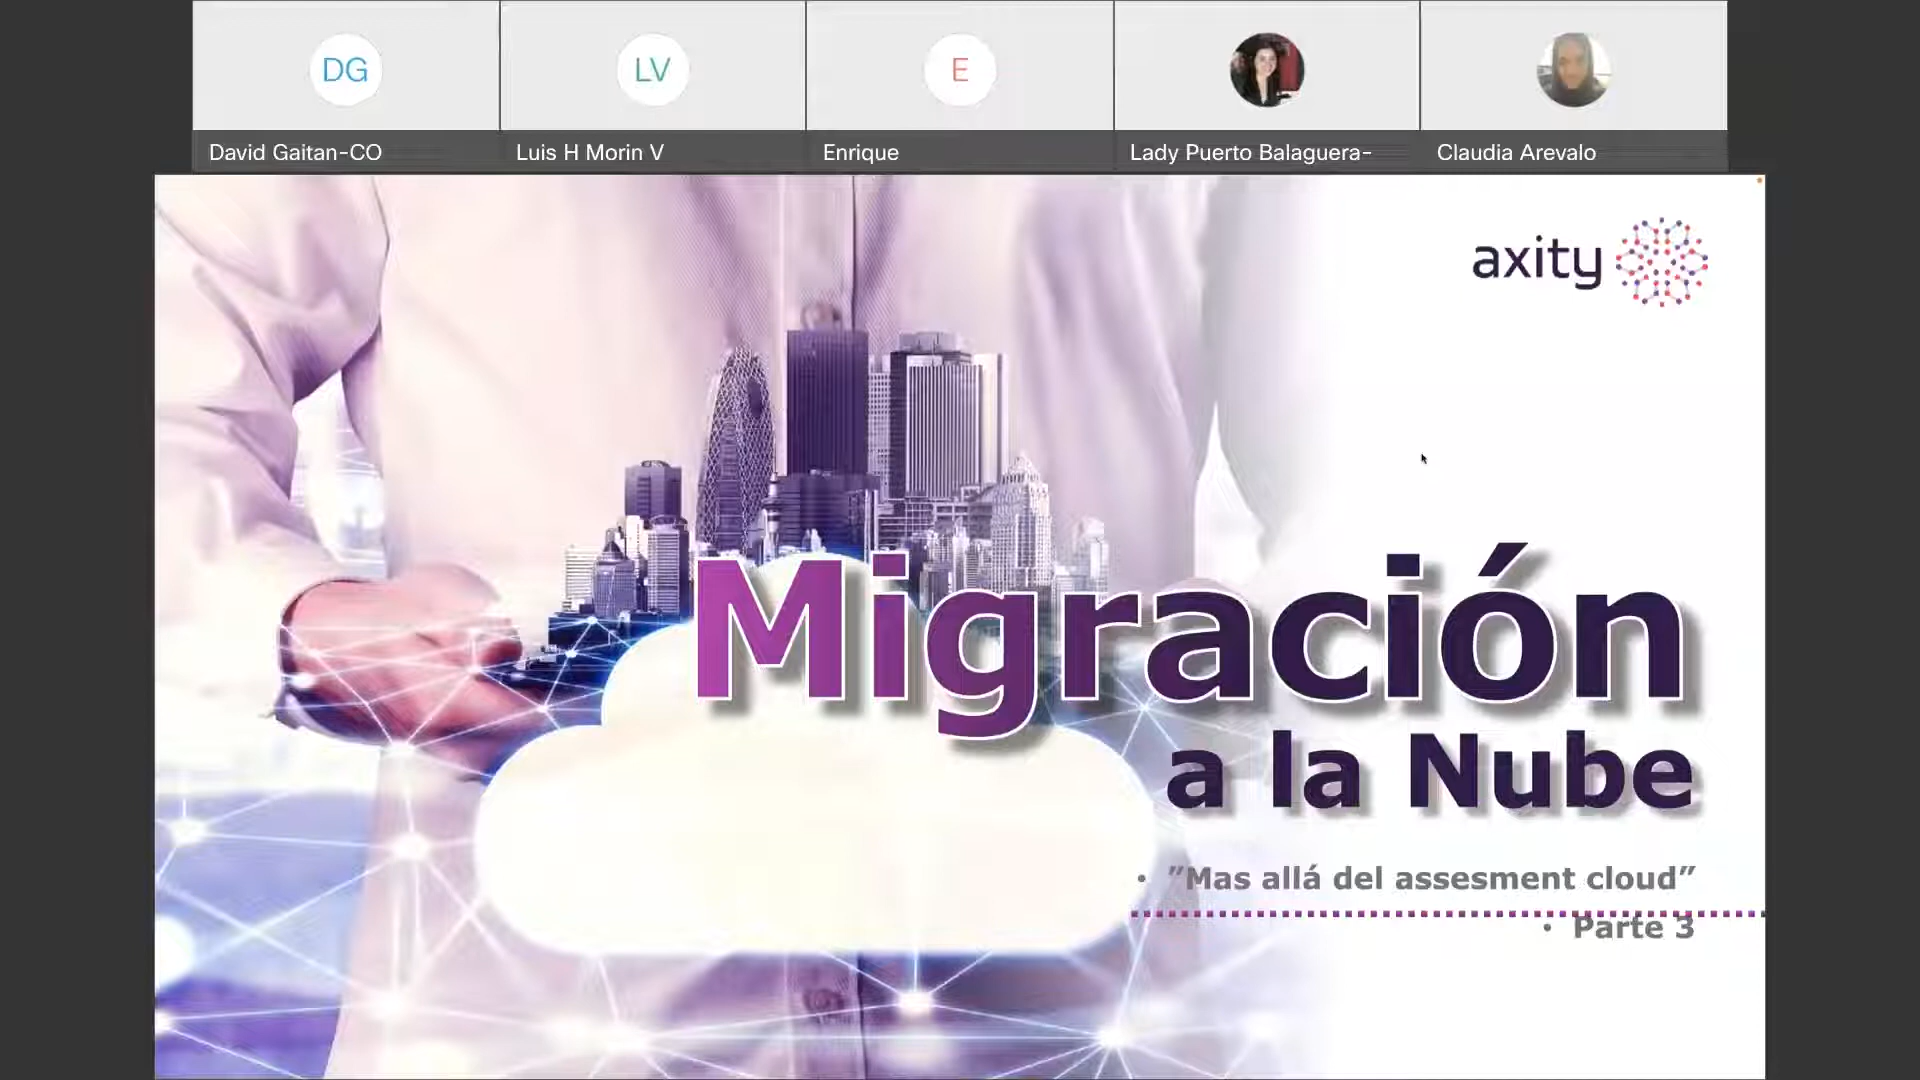 DG
LV
E
David Gaitan-CO
Luis H Morin V
Enrique
Lady Puerto Balaguera-
Claudia Arevalo
axity
Migración
a la Nube
• ”Mas allá del assesment cloud”
• Parte 3